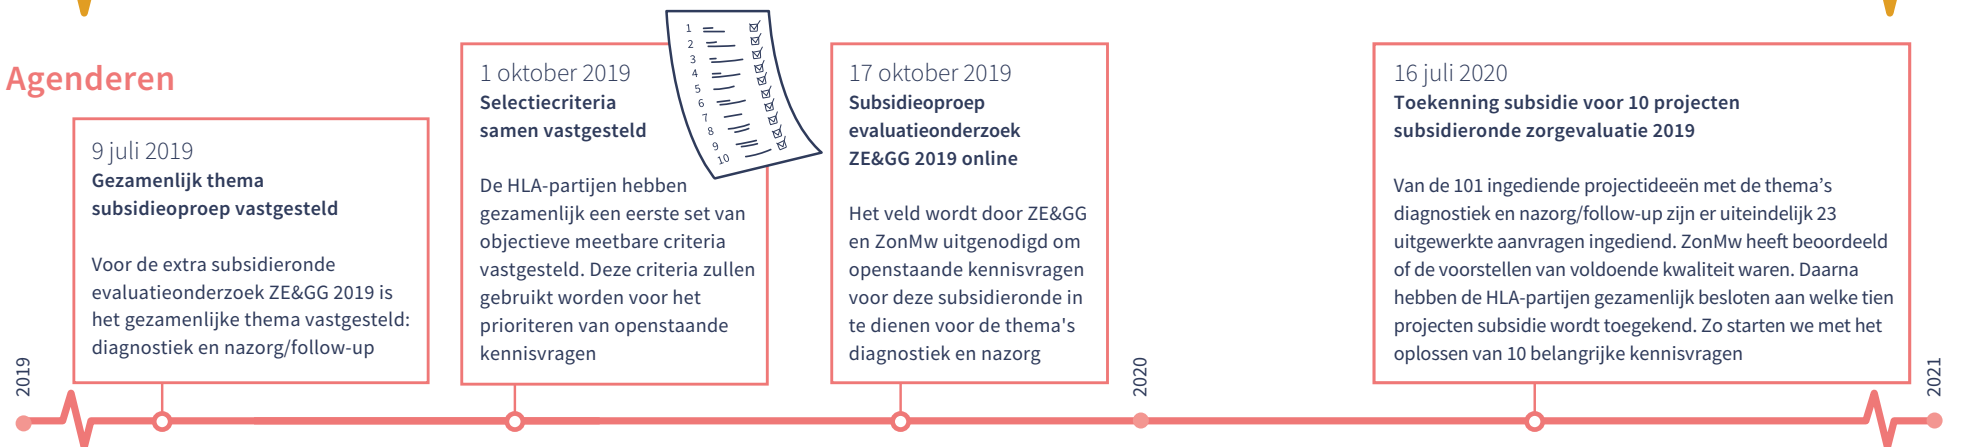 Agenderen
9 juli 2019
Gezamenlijk thema
subsidieoproep vastgesteld
Voor de extra subsidieronde
evaluatieonderzoek ZE&GG 2019 is
het gezamenlijke thema vastgesteld:
diagnostiek en nazorg/follow-up
1 oktober 2019
Selectiecriteria
samen vastgesteld
De HLA-partijen hebben
gezamenlijk een eerste set van
objectieve meetbare criteria
vastgesteld. Deze criteria zullen
gebruikt worden voor het
prioriteren van openstaande
kennisvragen
1
2
3
4
5
6
7
8
9
10
17 oktober 2019
Subsidieoproep
evaluatieonderzoek
ZE&GG 2019 online
Het veld wordt door ZE&GG
en ZonMw uitgenodigd om
openstaande kennisvragen
voor deze subsidieronde in
te dienen voor de thema's
diagnostiek en nazorg
16 juli 2020
Toekenning subsidie voor 10 projecten
subsidieronde zorgevaluatie 2019
Van de 101 ingediende projectideeën met de thema’s
diagnostiek en nazorg/follow-up zijn er uiteindelijk 23
uitgewerkte aanvragen ingediend. ZonMw heeft beoordeeld
of de voorstellen van voldoende kwaliteit waren. Daarna
hebben de HLA-partijen gezamenlijk besloten aan welke tien
projecten subsidie wordt toegekend. Zo starten we met het
oplossen van 10 belangrijke kennisvragen
2019
2020
2021